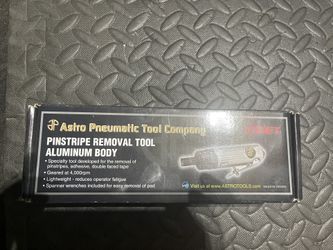 Astro Pneumatic Tool Company
PINSTRIPE REMOVAL TOOL
ALUMINUM BODY
• Specialty tool developed for the removal of
pinstripes, adhesive, double faced tape
• Geared at 4,000rpm
• Lightweight - reduces operator fatigue
• Spanner wrenches included for easy removal of pad
Visit us at www.ASTROTOOLS.com